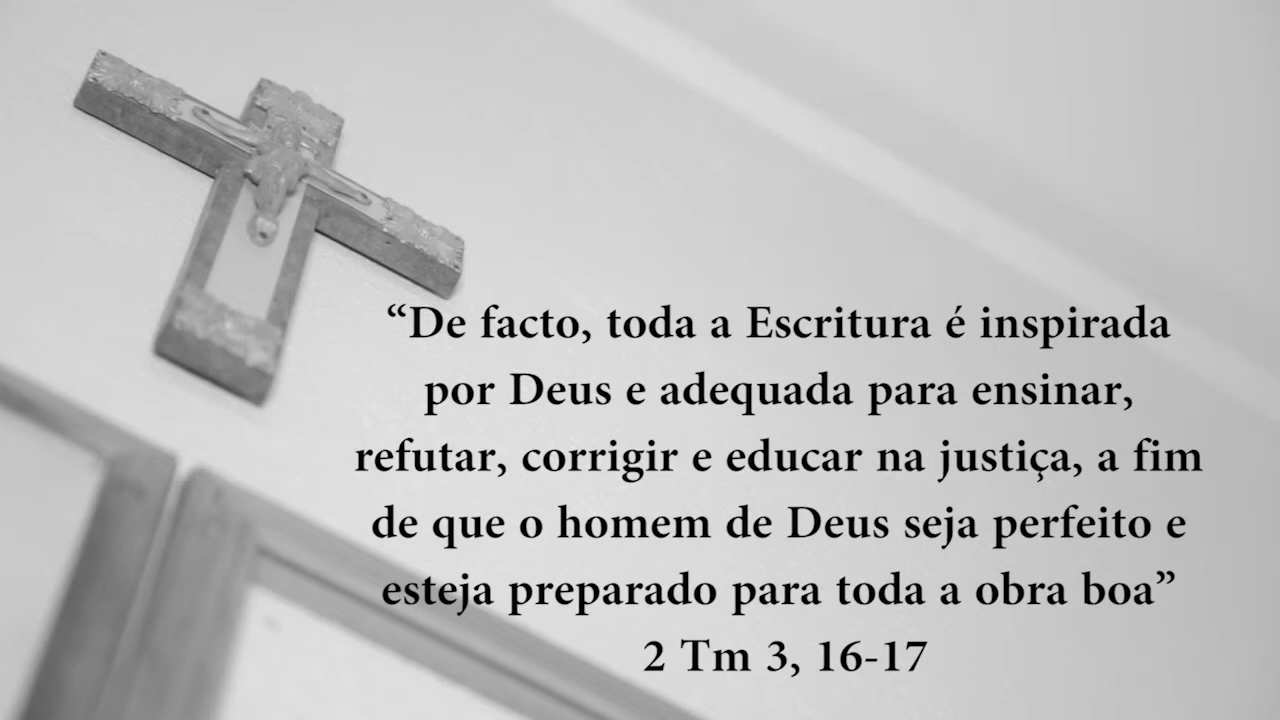 “De facto, toda a Escritura é inspirada
por Deus e adequada para ensinar,
refutar, corrigir e educar na justiça, a fim
de que o homem de Deus seja perfeito e
esteja preparado para toda a obra boa”
2 Tm 3, 16-17